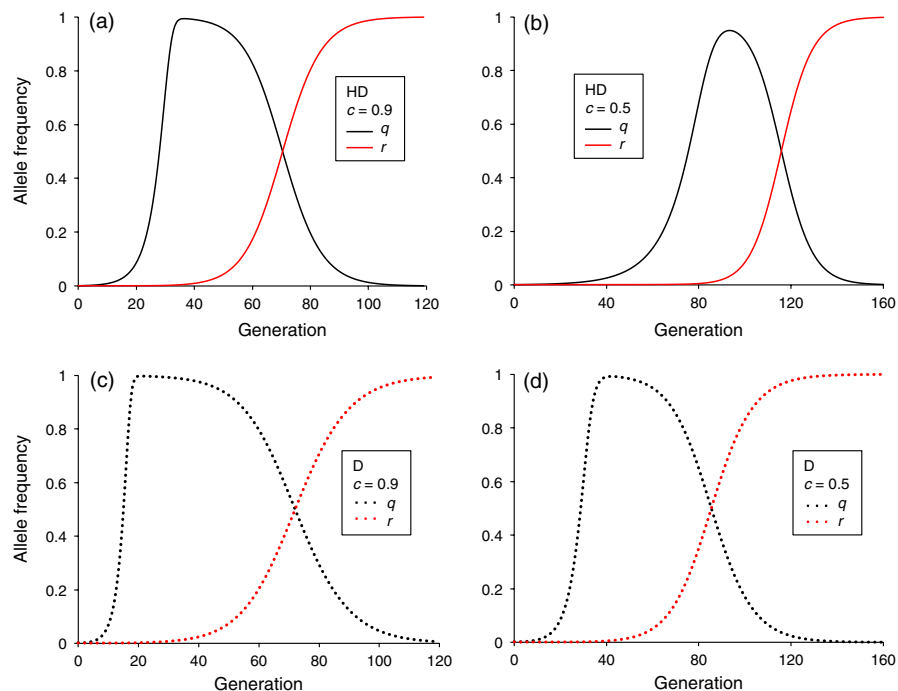 (a)
Allele frequency
1
0.8
0.6
0.4
0.2
0
HD
c = 0.9
q
r
0 20 40 60 80 100 120
Generation
(b)
1
0.8
0.6
0.4
0.2
0
HD
c = 0.5
q
r
0 40 80 120 160
Generation
(c)
Allele frequency
1
0.8
0.6
0.4
0.2
0
D
c = 0.9
q
r
0 20 40 60 80 100 120
Generation
(d)
1
0.8
0.6
0.4
0.2
0
D
c = 0.5
q
r
0 40 80 120 160
Generation